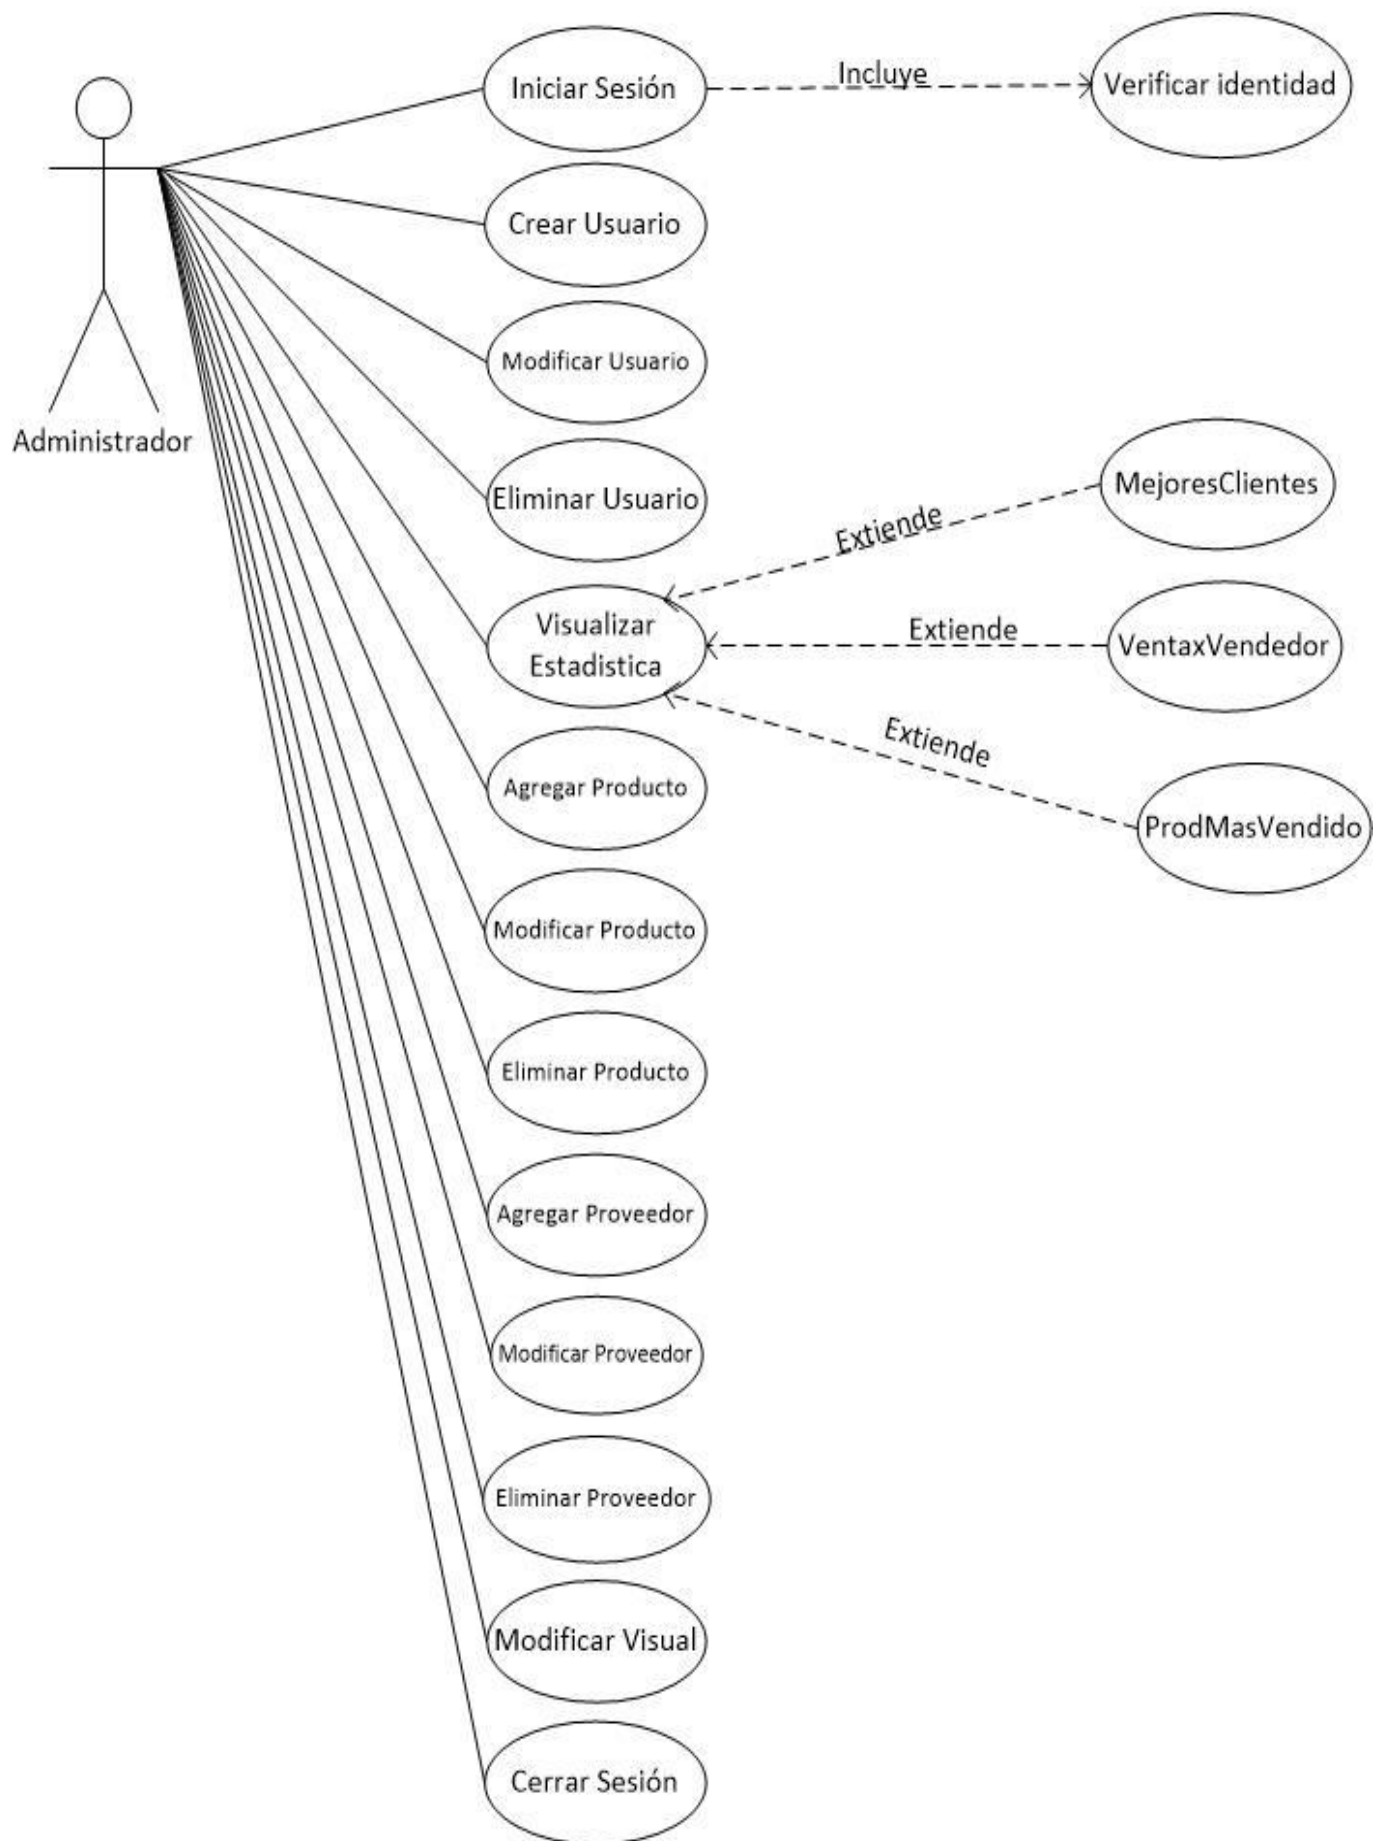 Iniciar Sesión
Incluye
Verificar identidad
Crear Usuario
Modificar Usuario
Administrador
Eliminar Usuario
MejoresClientes
Extiende
Visualizar
Estadistica
Extiende
VentaxVendedor
Extiende
Agregar Producto
ProdMasVendido
Modificar Producto
Eliminar Producto
Agregar Proveedor
Modificar Proveedor
Eliminar Proveedor
Modificar Visual
Cerrar Sesión